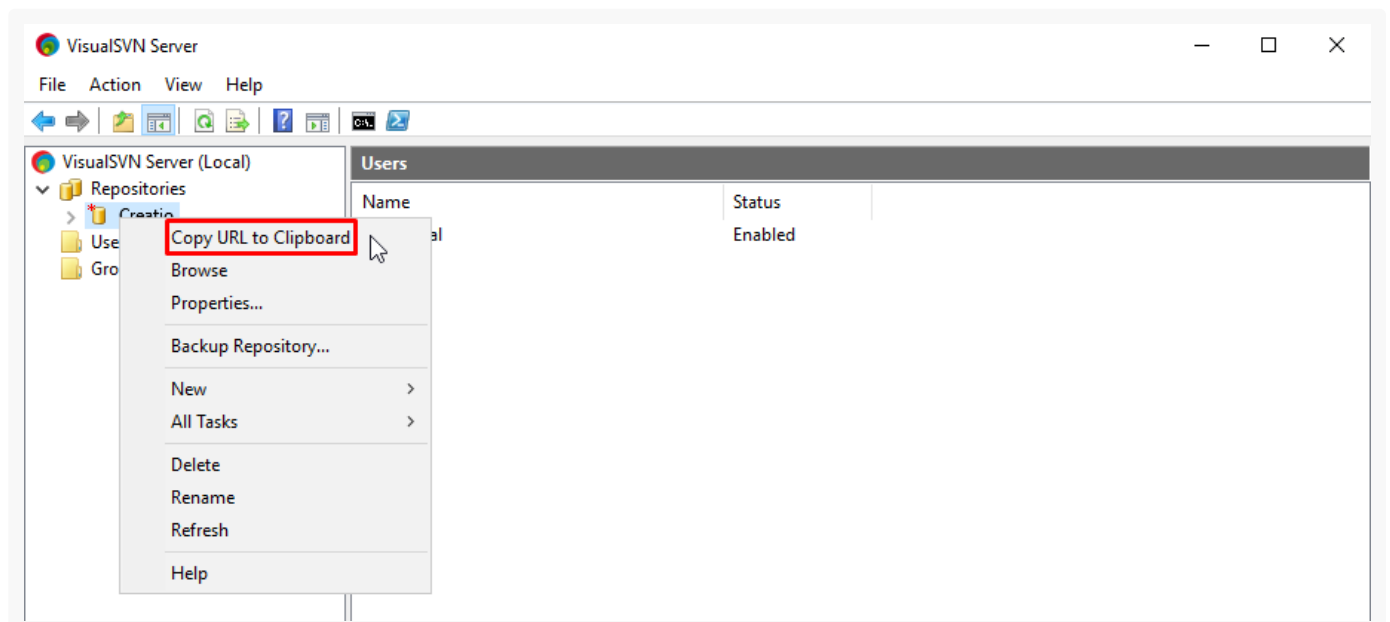 VisualSVN Server
File Action View Help
VisualSVN Server (Local)
Repositories
Creatio
Use
Gro
Users
Name Status
al Enabled
Copy URL to Clipboard
Browse
Properties...
Backup Repository...
New
All Tasks
Delete
Rename
Refresh
Help